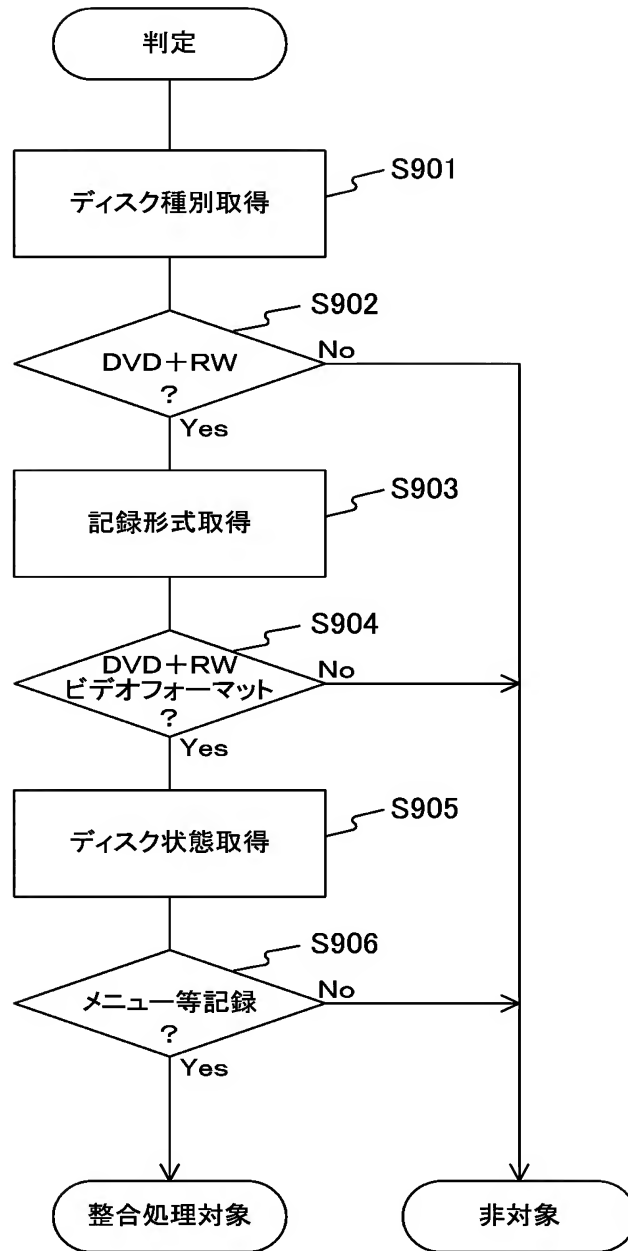 判定
ディスク種別取得
S901
S902
DVD+RW
?
No
Yes
記録形式取得
S903
S904
DVD+RW
ビデオフォーマット
?
No
Yes
ディスク状態取得
S905
S906
メニュー等記録
?
No
Yes
整合処理対象
非対象